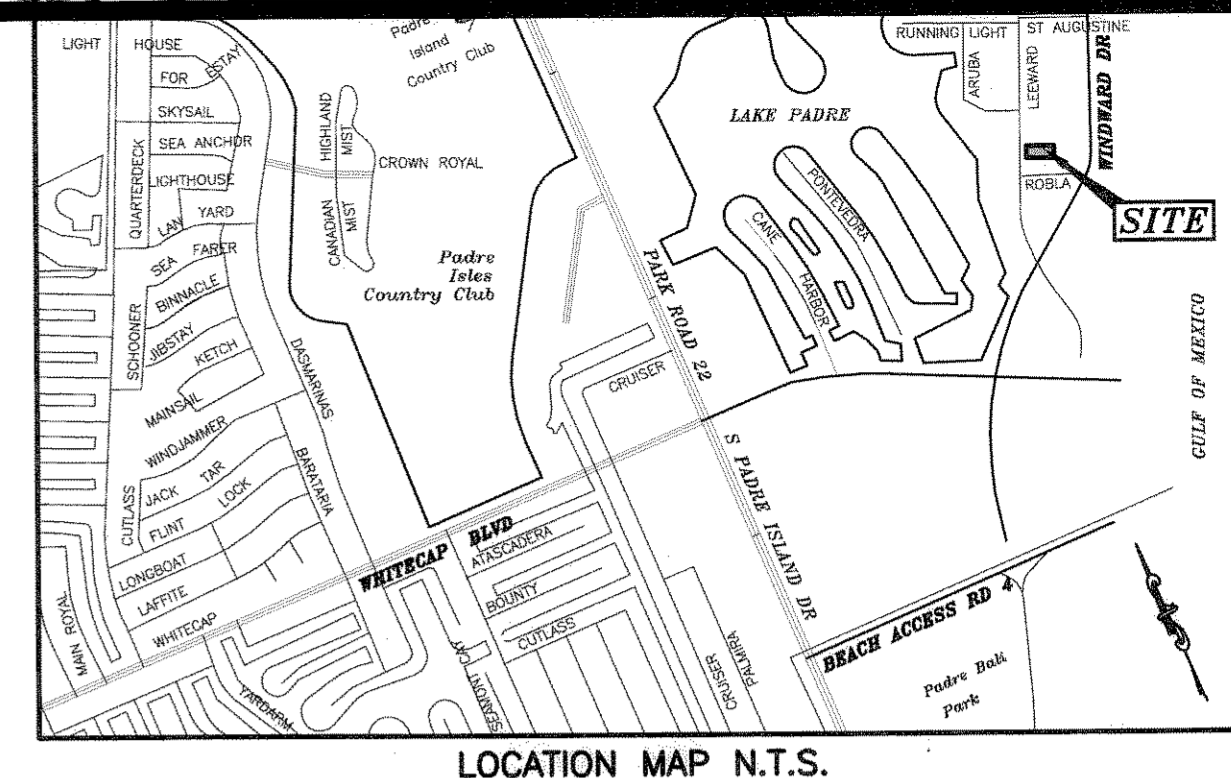 LIGHT HOUSE
FOR
BSTAY
SKYSAIL
SEA ANCHOR
LIGHTHOUSE
QUARTERDECK
LAN YARD
SEA FARER
BINNACLE
SCHOONER
JIBSTAY
KETCH
MAINSAIL
WINDJAMMER
CUTLASS
JACK TAR
FLINT LOCK
LONGBOAT
LAFFITE
WHITECAP
MAIN ROYAL
YARDARM
DASMARINAS
BARATARIA
HIGHLAND
MIST
CROWN ROYAL
CANADIAN
MIST
Padre
Island
Country Club
Padre
Isles
Country Club
WHITECAP BLVD
ATASCADERA
BOUNTY
CUTLASS
SEAMONT CAY
CRUISER
PARK ROAD 22
S PADRE ISLAND DR
CRUISER
PALMIRA
LAKE PADRE
PONTEVEDRA
CANE
HARBOR
RUNNING LIGHT
ST AUGUSTINE
ARUBA
LEEWARD
WINDWARD DR
ROBLA
SITE
GULF OF MEXICO
BEACH ACCESS RD 4
Padre Bali
Park
LOCATION MAP N.T.S.